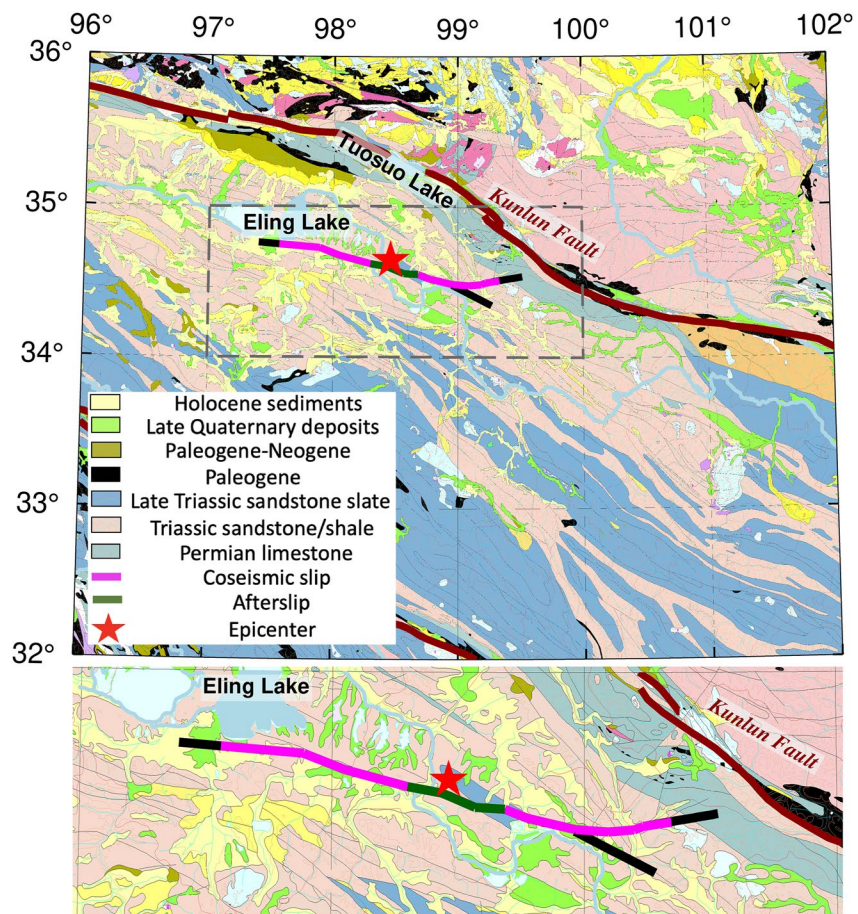 96° 97° 98° 99° 100° 101° 102°
36°
35°
34°
33°
32°
Tuosuo Lake
Kunlun Fault
Eling Lake
Holocene sediments
Late Quaternary deposits
Paleogene-Neogene
Paleogene
Late Triassic sandstone slate
Triassic sandstone/shale
Permian limestone
Coseismic slip
Afterslip
Epicenter
Eling Lake
Kunlun Fault